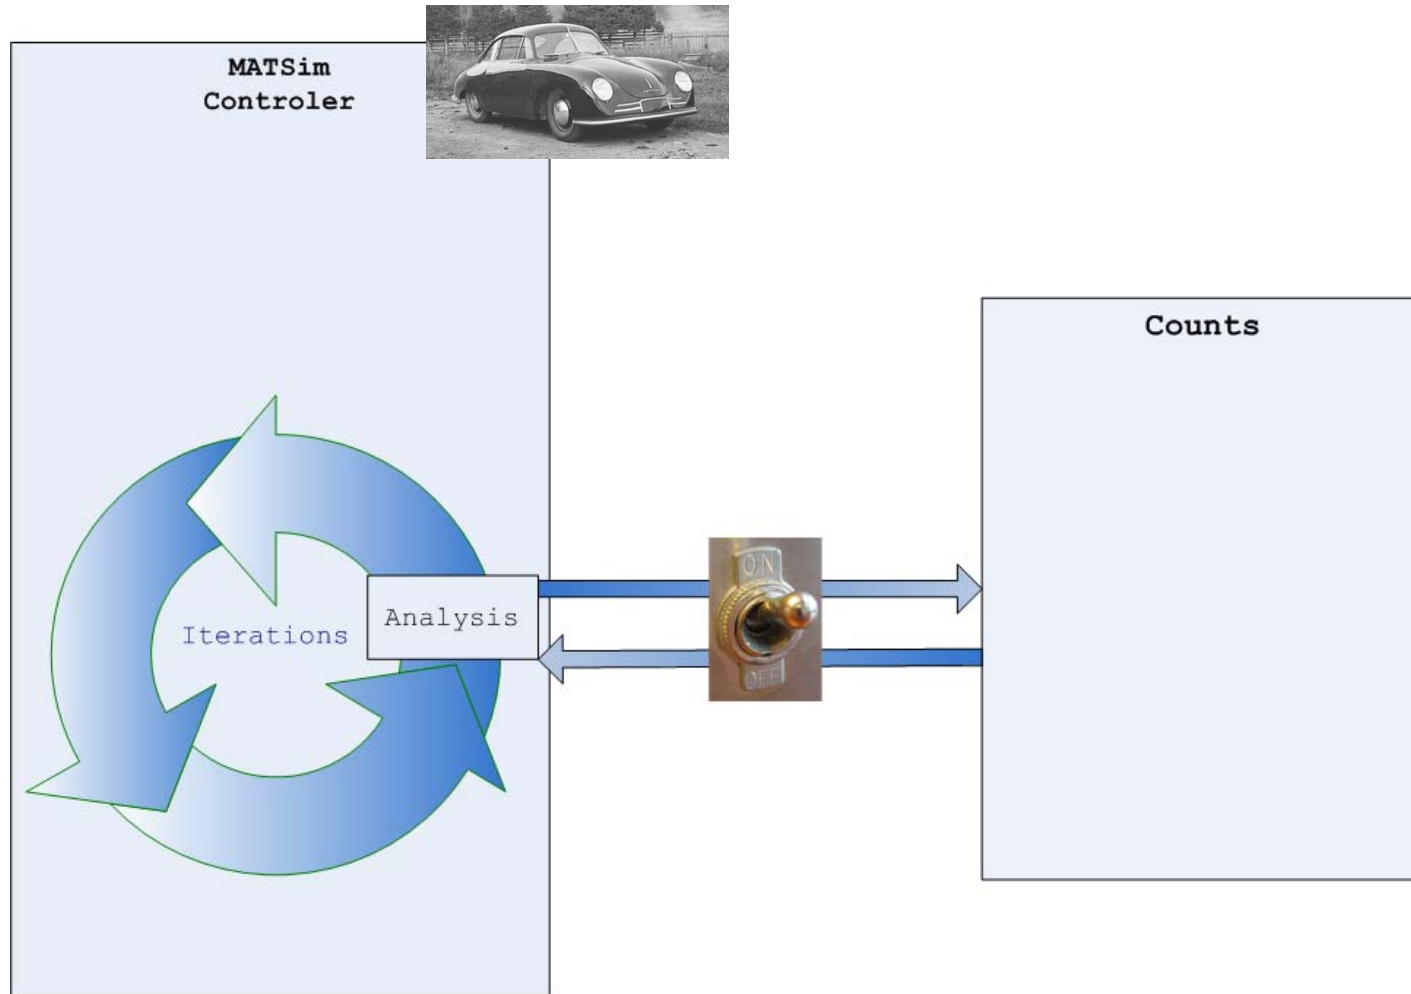 MATSim
Controler
Counts
ON
Analysis
Iterations
OFF